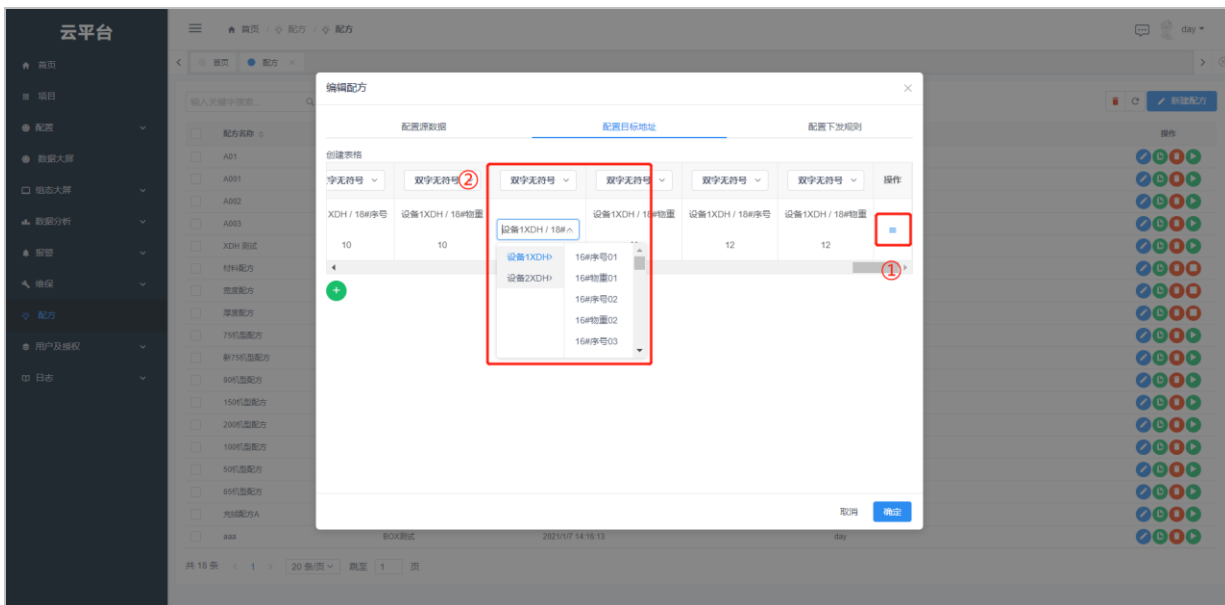 云平台
首页 / 配方 / 配方
day
首页
首页 配方 ×
项目
输入关键字搜索...
新建配方
配置
数据大屏
组态大屏
数据分析
报警
维保
配方
用户及授权
日志
配方名称
操作
A01
A001
A002
A003
XDH 测试
材料配方
宽度配方
厚度配方
75机型配方
新75机型配方
80机型配方
150机型配方
200机型配方
100机型配方
50机型配方
65机型配方
充绒配方A
aaa BOX测试 2021/1/7 14:16:13 day
共 18 条 1 20 条/页 跳至 1 页
编辑配方
配置源数据 配置目标地址 配置下发规则
创建表格
字无符号 双字无符号 ② 双字无符号 双字无符号 双字无符号 双字无符号 操作
XDH / 18#序号 设备1XDH / 18#物重 设备1XDH / 18# 设备1XDH / 18#物重 设备1XDH / 18#序号 设备1XDH / 18#物重
10 10 12 12
①
设备1XDH 16#序号01
设备2XDH 16#物重01
16#序号02
16#物重02
16#序号03
取消 确定